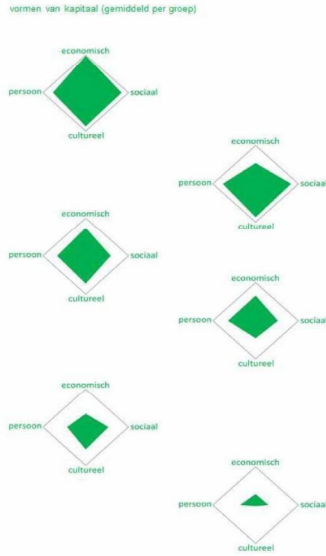 vormen van kapitaal (gemiddeld per groep)
economisch
persoon sociaal
cultureel
economisch
persoon sociaal
cultureel
economisch
persoon sociaal
cultureel
economisch
persoon sociaal
cultureel
economisch
persoon sociaal
cultureel
economisch
persoon sociaal
cultureel